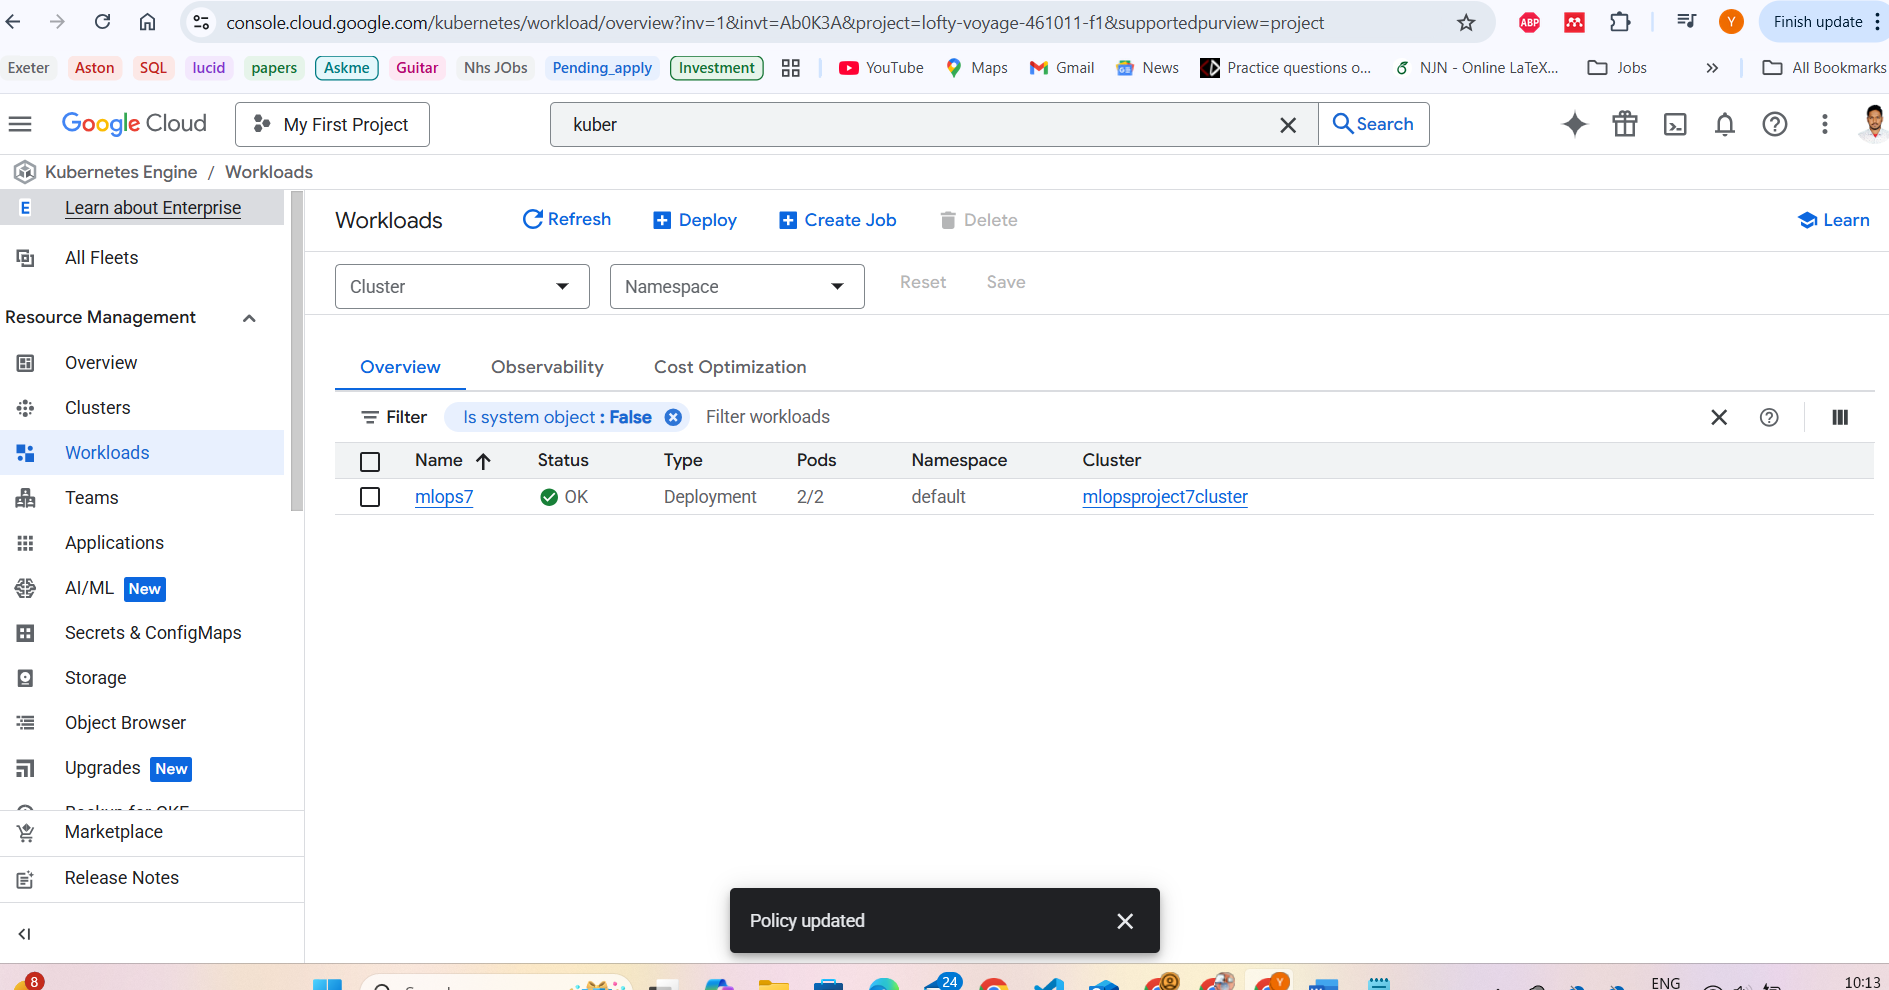 console.cloud.google.com/kubernetes/workload/overview?inv=1&invt=Ab0K3A&project=lofty-voyage-461011-f1&supportedpurview=project
ABP
Y
Finish update
Exeter
Aston
SQL
lucid
papers
Askme
Guitar
Nhs JObs
Pending_apply
Investment
YouTube
Maps
Gmail
News
Practice questions o...
NJN - Online LaTeX...
Jobs
»
All Bookmarks
Google Cloud
My First Project
kuber
Search
Kubernetes Engine / Workloads
E Learn about Enterprise
All Fleets
Resource Management
Overview
Clusters
Workloads
Teams
Applications
AI/ML New
Secrets & ConfigMaps
Storage
Object Browser
Upgrades New
Marketplace
Release Notes
Workloads
Refresh
Deploy
Create Job
Delete
Learn
Cluster
Namespace
Reset
Save
Overview
Observability
Cost Optimization
Filter Is system object : False Filter workloads
Name Status Type Pods Namespace Cluster
mlops7 OK Deployment 2/2 default mlopsproject7cluster
Policy updated
8
24
Y
ENG
10:13